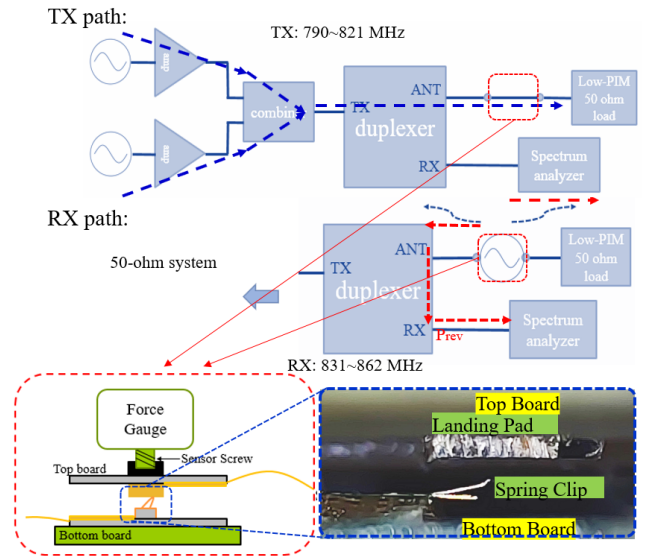 TX path:
TX: 790~821 MHz
amp
amp
combin
TX
ANT
duplexer
RX
Low-PIM
50 ohm
load
Spectrum
analyzer
RX path:
50-ohm system
TX
ANT
duplexer
RX
Prev
Low-PIM
50 ohm
load
Spectrum
analyzer
RX: 831~862 MHz
Force
Gauge
Sensor Screw
Top board
Bottom board
Top Board
Landing Pad
Spring Clip
Bottom Board